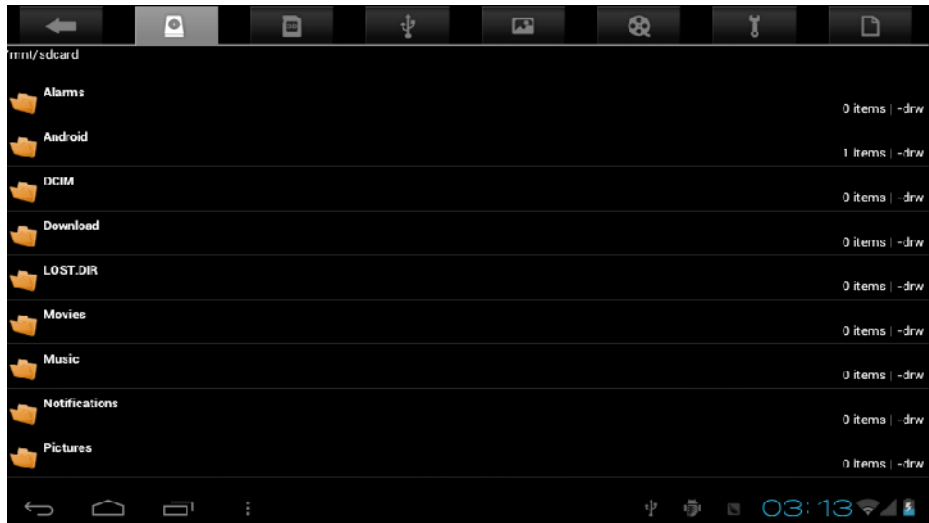 /mnt/sdcard
Alarms
0 items | -drw
Android
1 items | -drw
DCIM
0 items | -drw
Download
0 items | -drw
LOST.DIR
0 items | -drw
Movies
0 items | -drw
Music
0 items | -drw
Notifications
0 items | -drw
Pictures
0 items | -drw
03:13